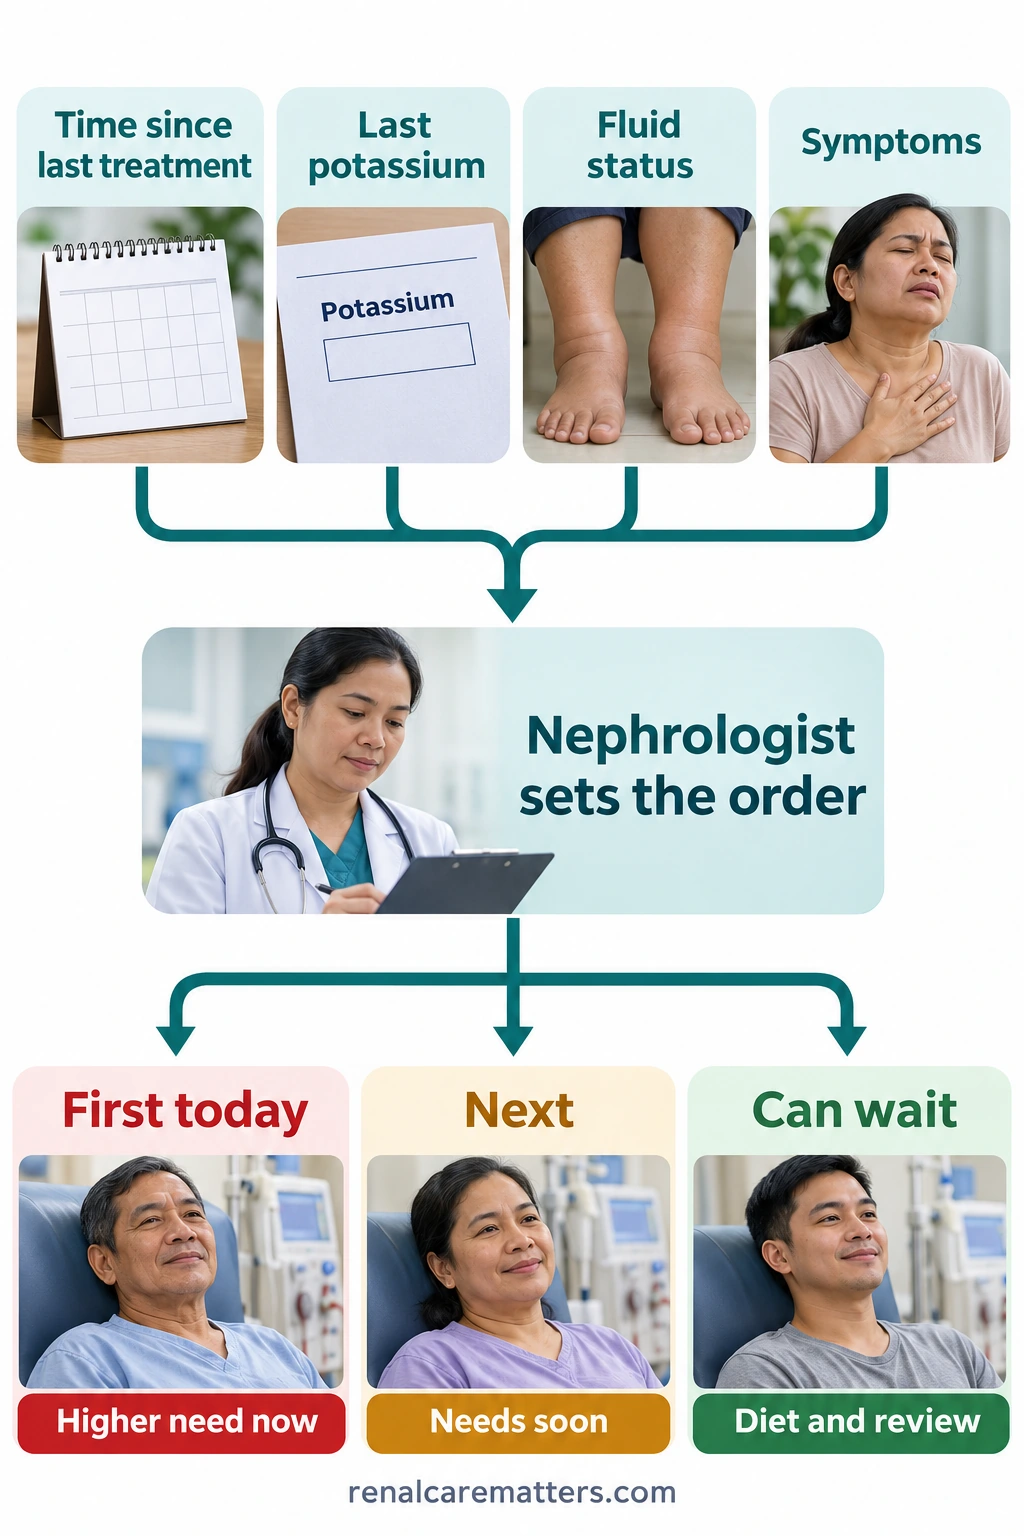 Time since
last treatment
Last
potassium
Fluid
status
Symptoms
Potassium
Nephrologist
sets the order
First today
Next
Can wait
Higher need now
Needs soon
Diet and review
renalcarematters.com